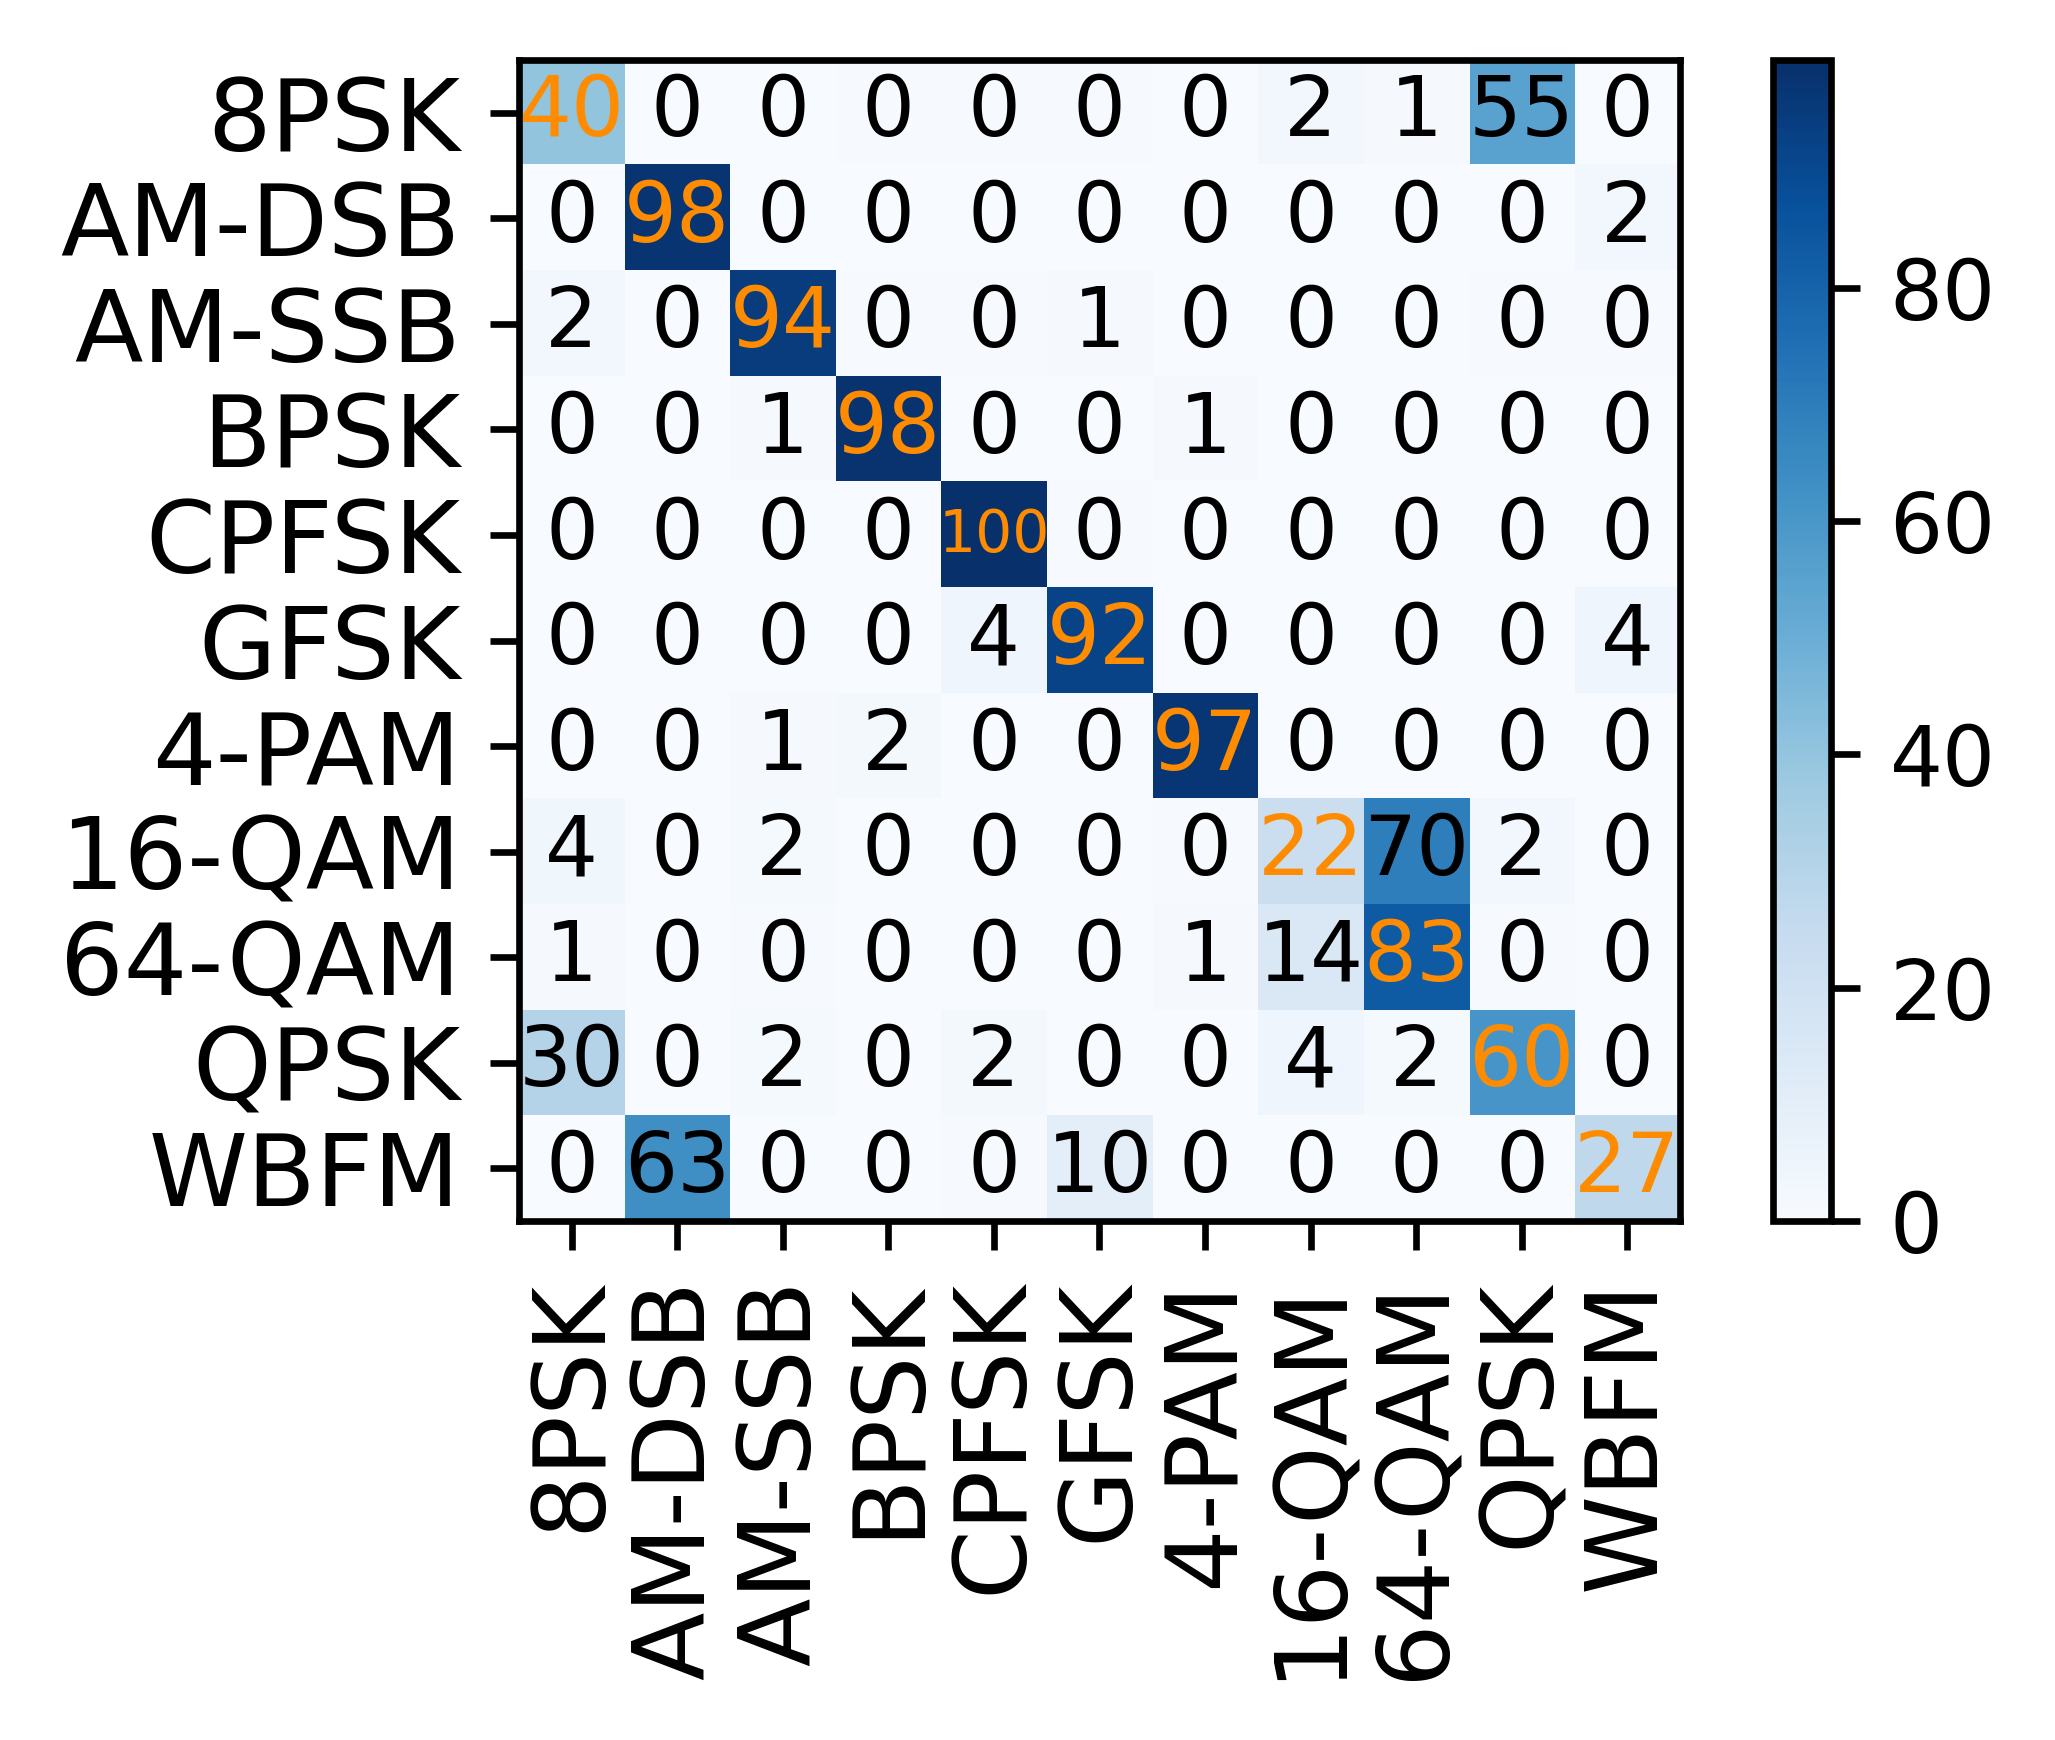 8PSK 40 0 0 0 0 0 0 2 1 55 0
AM-DSB 0 98 0 0 0 0 0 0 0 0 2
AM-SSB 2 0 94 0 0 1 0 0 0 0 0
BPSK 0 0 1 98 0 0 1 0 0 0 0
CPFSK 0 0 0 0 100 0 0 0 0 0 0
GFSK 0 0 0 0 4 92 0 0 0 0 4
4-PAM 0 0 1 2 0 0 97 0 0 0 0
16-QAM 4 0 2 0 0 0 0 22 70 2 0
64-QAM 1 0 0 0 0 0 1 14 83 0 0
QPSK 30 0 2 0 2 0 0 4 2 60 0
WBFM 0 63 0 0 0 10 0 0 0 0 27
8PSK
AM-DSB
AM-SSB
BPSK
CPFSK
GFSK
4-PAM
16-QAM
64-QAM
QPSK
WBFM
80
60
40
20
0